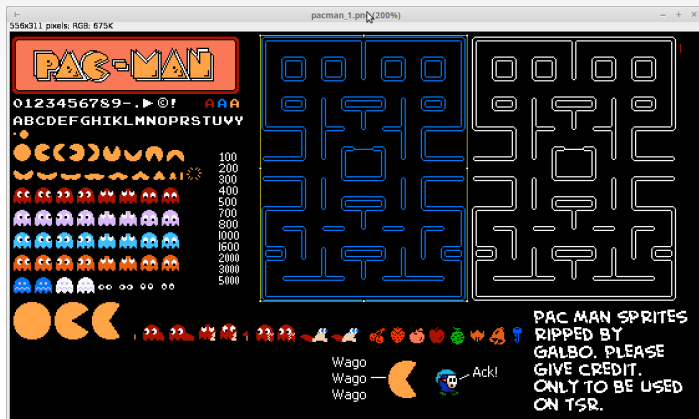 pacman_1.png (200%)
556x311 pixels; RGB; 675K
PAC-MAN
0123456789-.▶©!
A A A
ABCDEFGHIKLMNOPRSTUVY
100
200
300
400
500
700
800
1000
1600
2000
3000
5000
PAC MAN SPRITES
RIPPED BY
GALBO. PLEASE
GIVE CREDIT.
ONLY TO BE USED
ON TSR.
Wago
Wago
Wago
Ack!